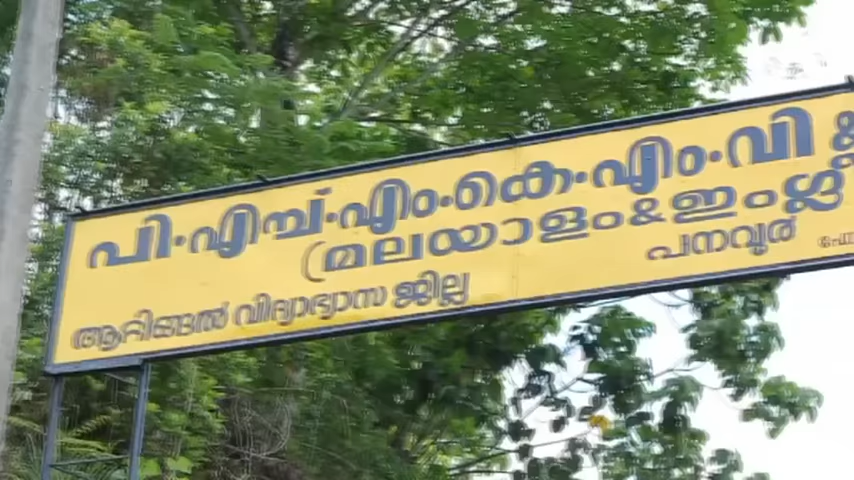 പി·എച്ച്·എം·കെ·എം·വി &
(മലയാളം & ഇംഗ്ല
പനവൂർ
ആറ്റിങ്ങൽ വിദ്യാഭ്യാസ ജില്ല